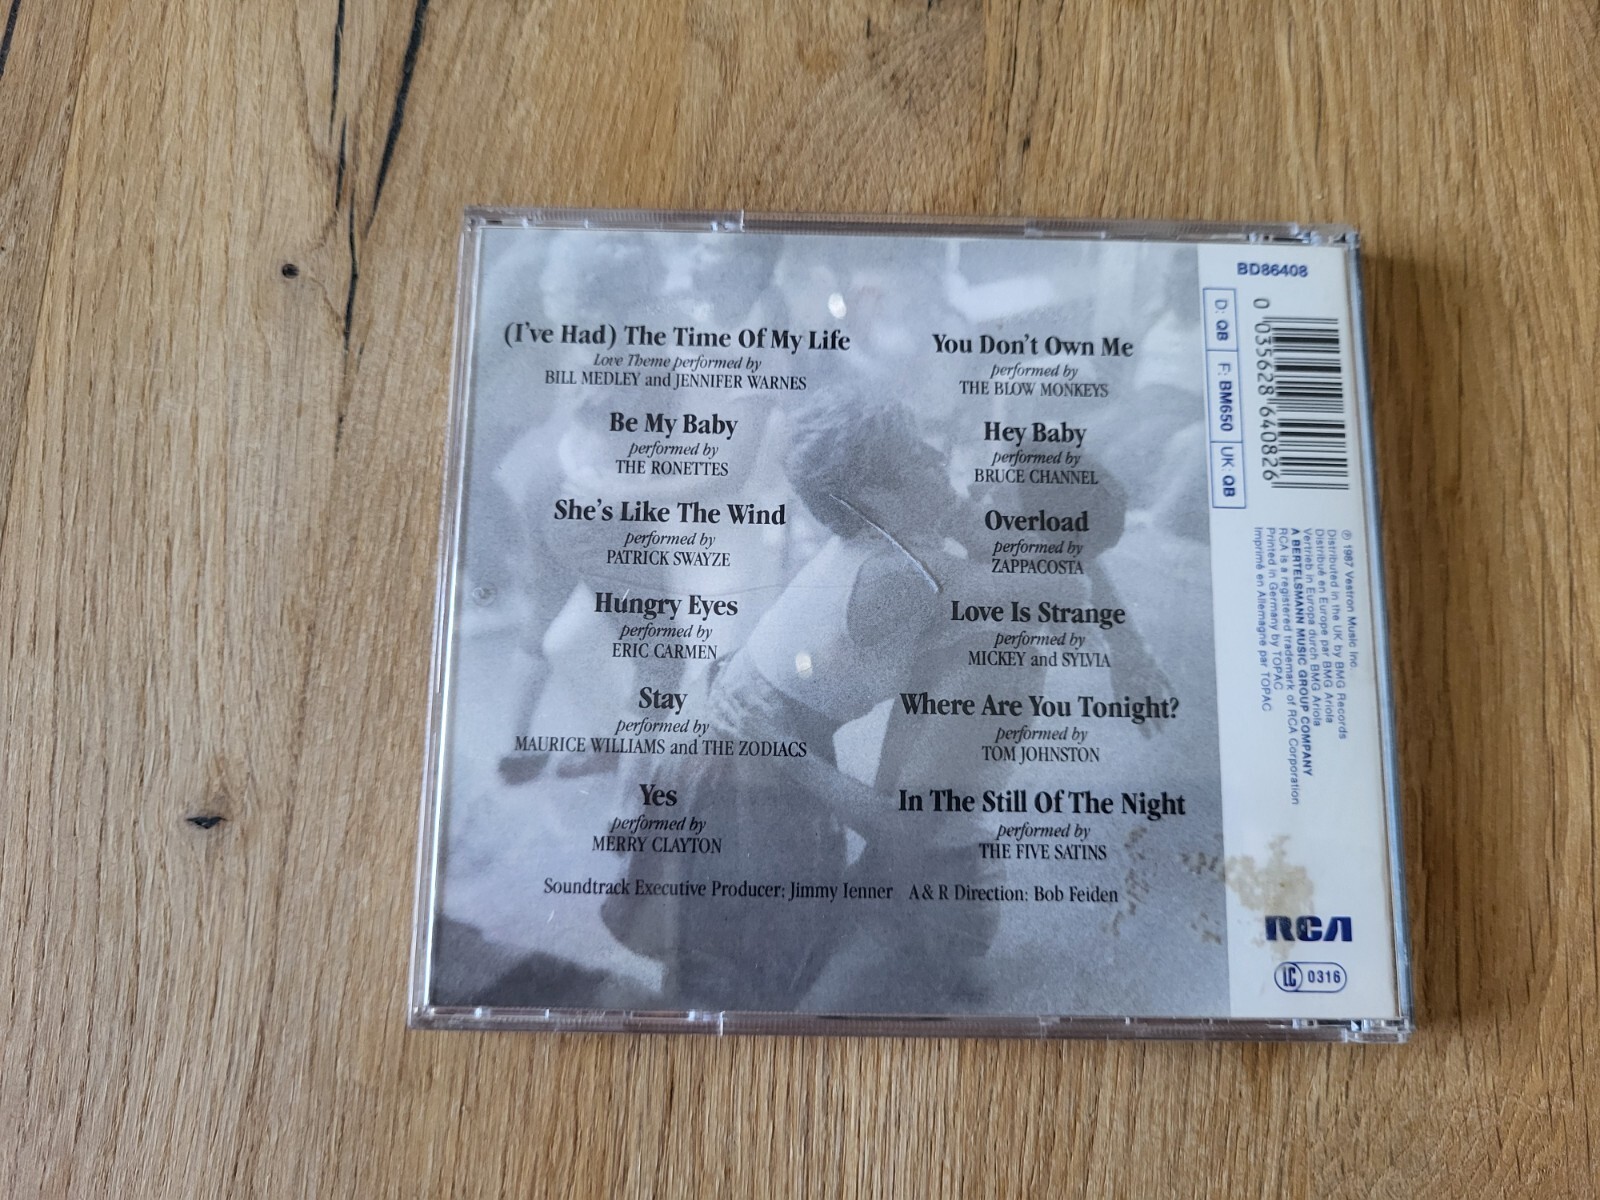 (I've Had) The Time Of My Life
Love Theme performed by
BILL MEDLEY and JENNIFER WARNES
Be My Baby
performed by
THE RONETTES
She's Like The Wind
performed by
PATRICK SWAYZE
Hungry Eyes
performed by
ERIC CARMEN
Stay
performed by
MAURICE WILLIAMS and THE ZODIACS
Yes
performed by
MERRY CLAYTON
You Don't Own Me
performed by
THE BLOW MONKEYS
Hey Baby
performed by
BRUCE CHANNEL
Overload
performed by
ZAPPACOSTA
Love Is Strange
performed by
MICKEY and SYLVIA
Where Are You Tonight?
performed by
TOM JOHNSTON
In The Still Of The Night
performed by
THE FIVE SATINS
Soundtrack Executive Producer: Jimmy Ienner A & R Direction: Bob Feiden
BD86408
0 035628 640826
D: QB F: BM650 UK: QB
℗ 1987 Vestron Music Inc.
Distributed in the UK by BMG Records
Distribué en Europe par BMG Ariola
Vertrieb in Europa durch BMG Ariola
A BERTELSMANN MUSIC GROUP COMPANY
RCA is a registered trademark of RCA Corporation
Printed in Germany by TOPAC
Imprimé en Allemagne par TOPAC
RCA
LC 0316